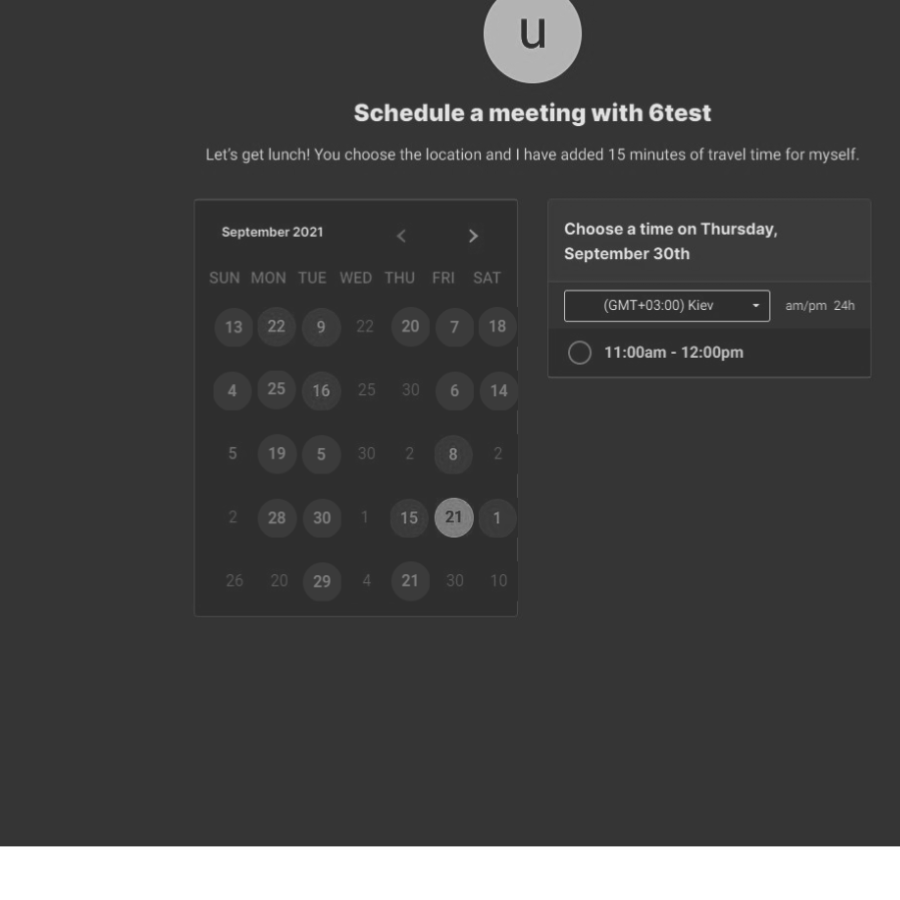 u
Schedule a meeting with 6test
Let's get lunch! You choose the location and I have added 15 minutes of travel time for myself.
September 2021
SUN MON TUE WED THU FRI SAT
13 22 9 22 20 7 18
4 25 16 25 30 6 14
5 19 5 30 2 8 2
2 28 30 1 15 21 1
26 20 29 4 21 30 10
Choose a time on Thursday,
September 30th
(GMT+03:00) Kiev am/pm 24h
11:00am - 12:00pm